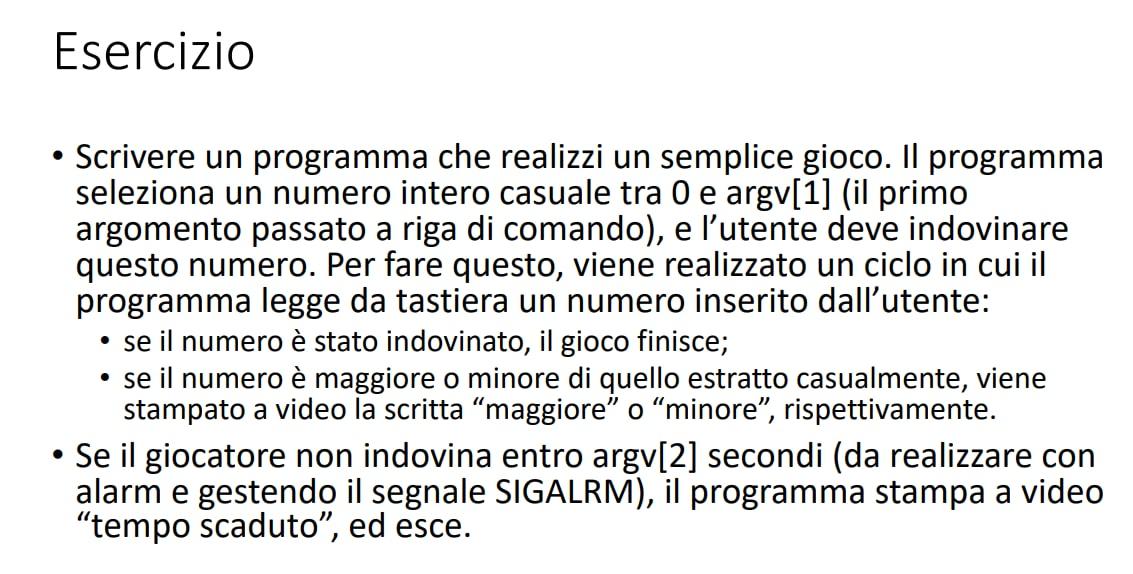 Esercizio
• Scrivere un programma che realizzi un semplice gioco. Il programma
seleziona un numero intero casuale tra 0 e argv[1] (il primo
argomento passato a riga di comando), e l’utente deve indovinare
questo numero. Per fare questo, viene realizzato un ciclo in cui il
programma legge da tastiera un numero inserito dall’utente:
• se il numero è stato indovinato, il gioco finisce;
• se il numero è maggiore o minore di quello estratto casualmente, viene
stampato a video la scritta “maggiore” o “minore”, rispettivamente.
• Se il giocatore non indovina entro argv[2] secondi (da realizzare con
alarm e gestendo il segnale SIGALRM), il programma stampa a video
“tempo scaduto”, ed esce.